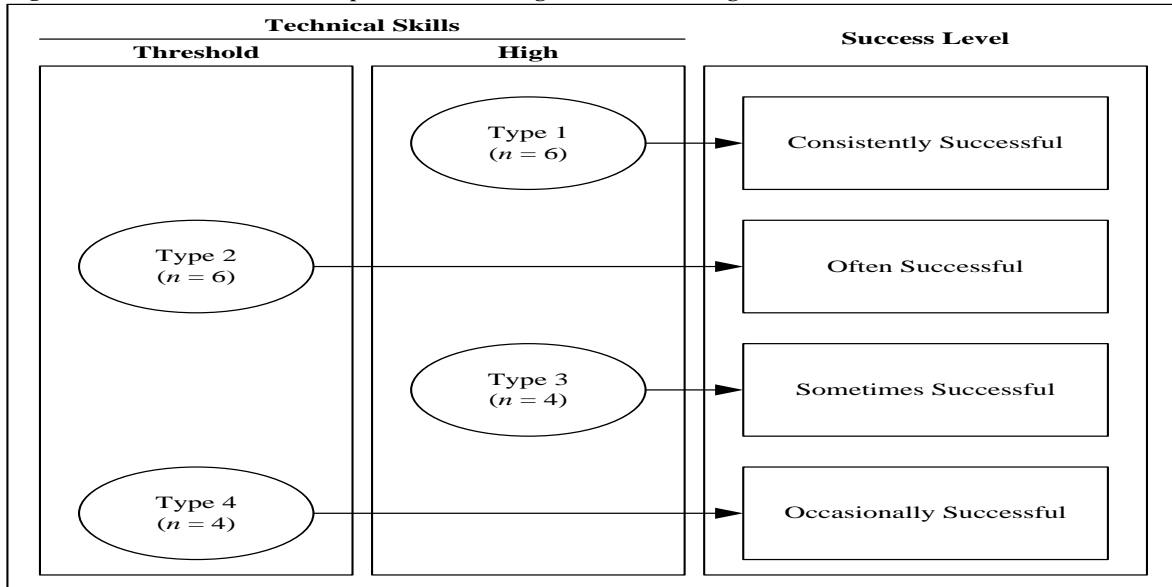 Technical Skills
Success Level
Threshold
High
Type 1
(n = 6)
Consistently Successful
Type 2
(n = 6)
Often Successful
Type 3
(n = 4)
Sometimes Successful
Type 4
(n = 4)
Occasionally Successful